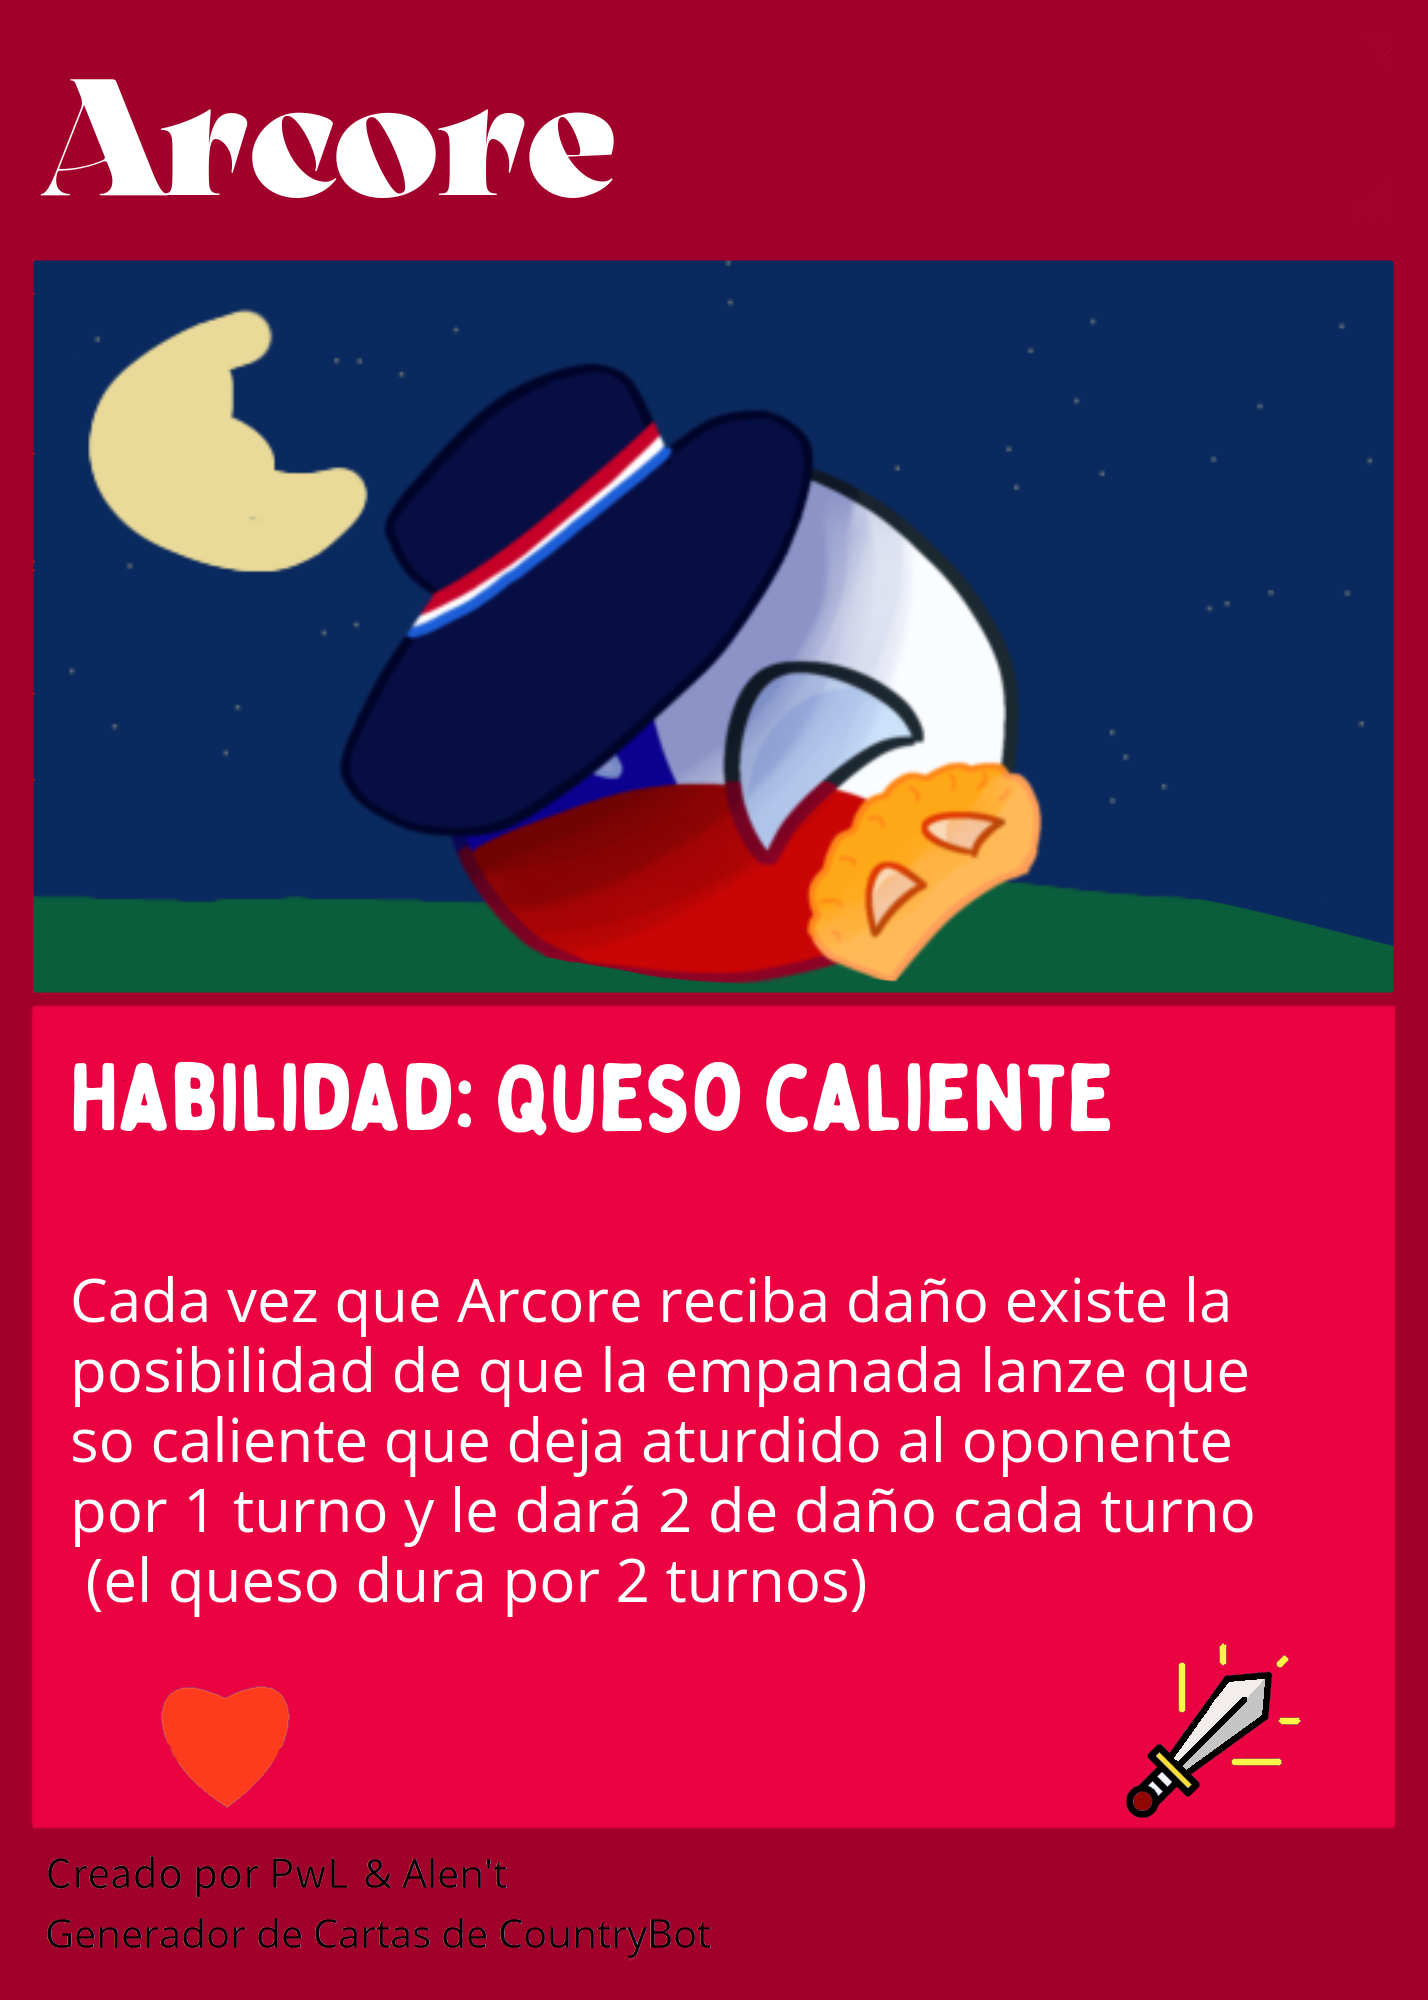 Arcore
HABILIDAD: QUESO CALIENTE
Cada vez que Arcore reciba daño existe la
posibilidad de que la empanada lanze que
so caliente que deja aturdido al oponente
por 1 turno y le dará 2 de daño cada turno
(el queso dura por 2 turnos)
Creado por PwL & Alen't
Generador de Cartas de CountryBot